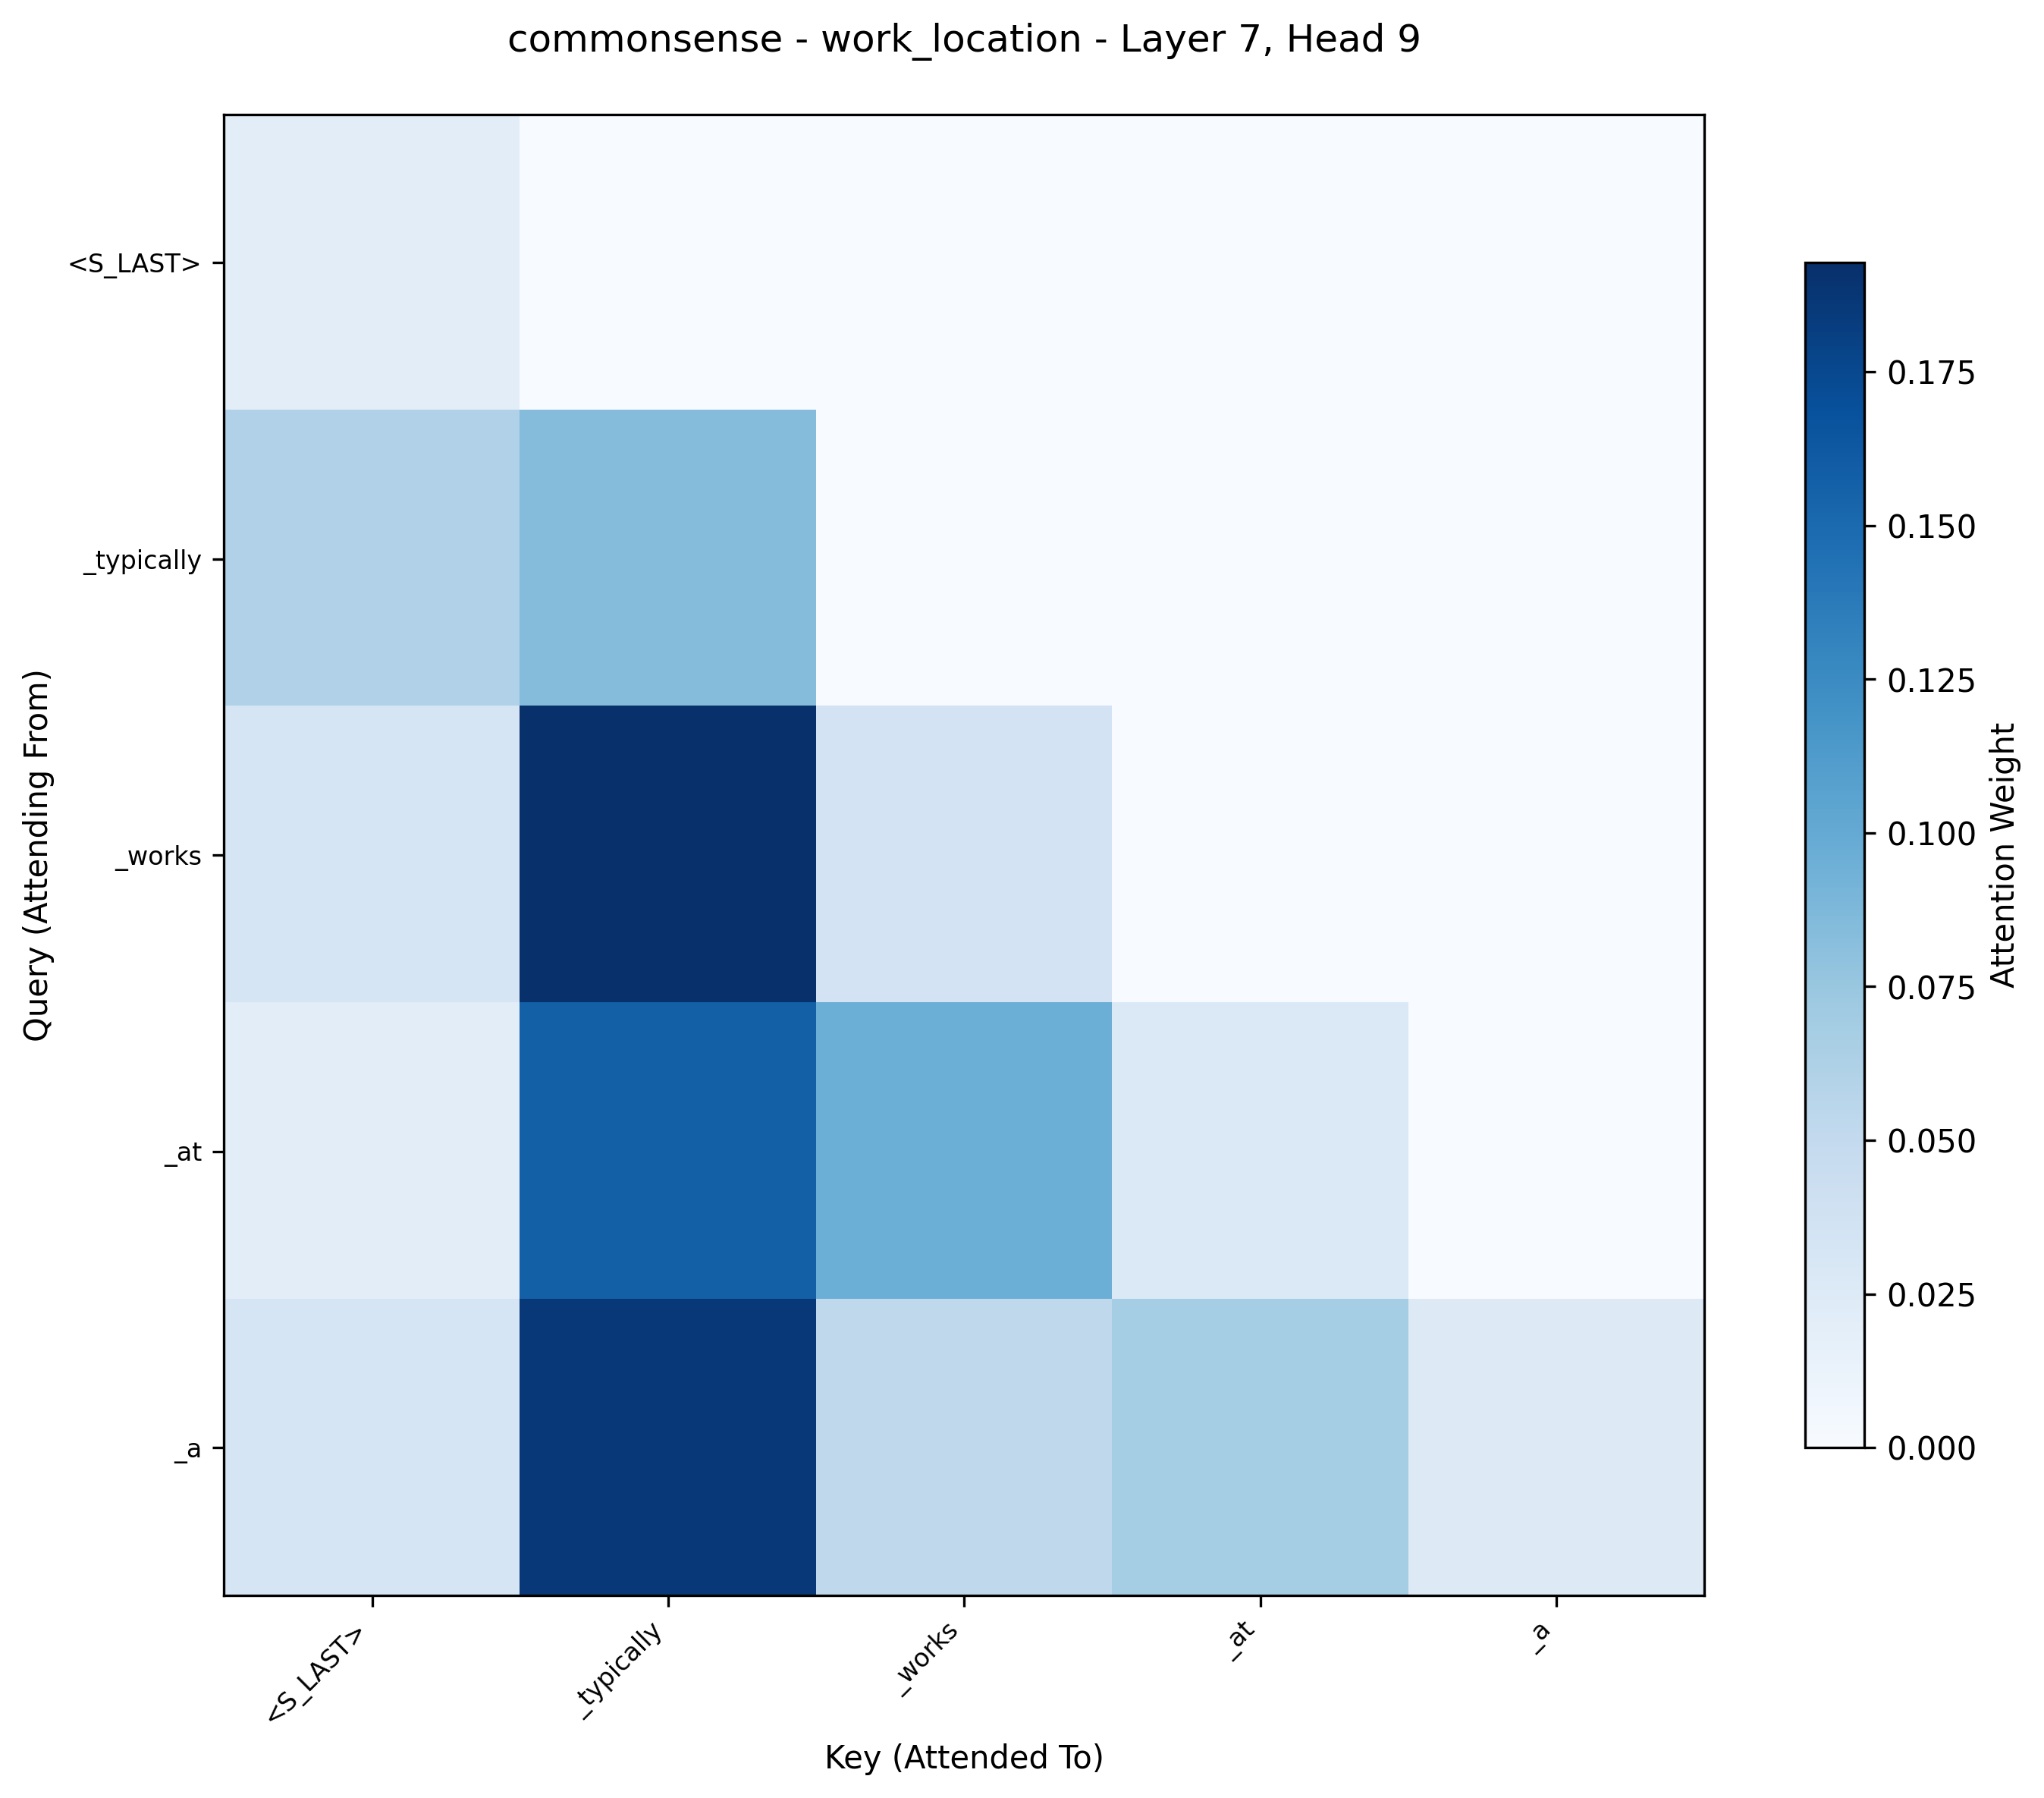 commonsense - work_location - Layer 7, Head 9
Query (Attending From)
<S_LAST>
_typically
_works
_at
_a
<S_LAST>
_typically
_works
_at
_a
Key (Attended To)
0.175
0.150
0.125
0.100
0.075
0.050
0.025
0.000
Attention Weight